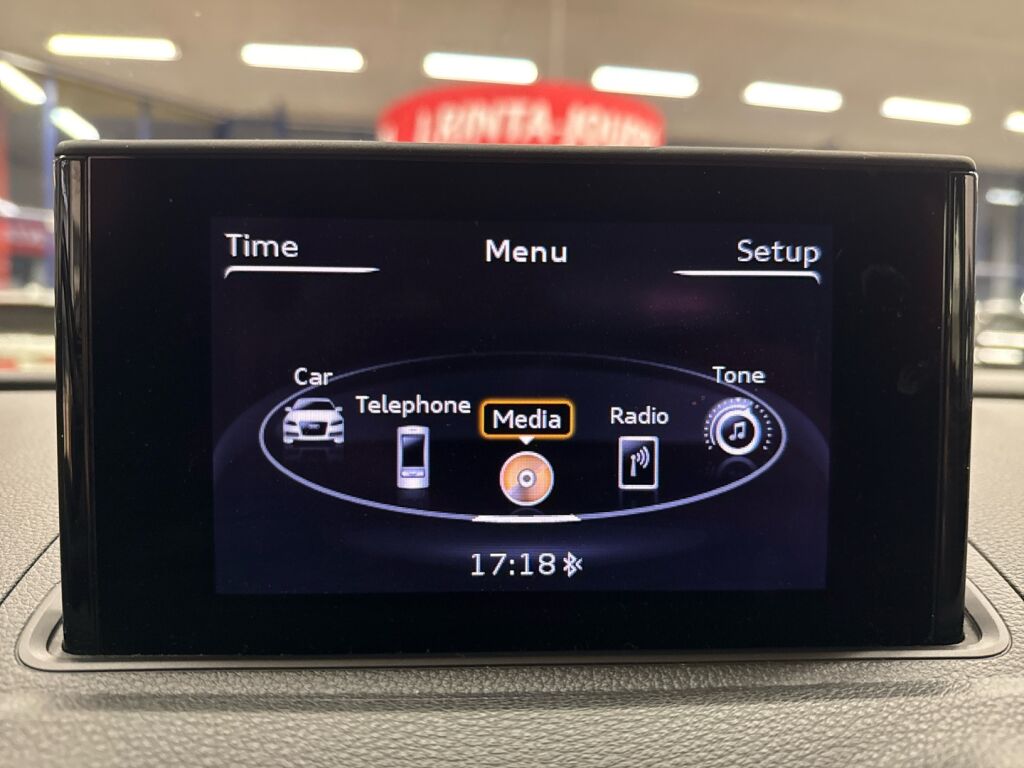 Time
Menu
Setup
Car
Telephone
Media
Radio
Tone
17:18